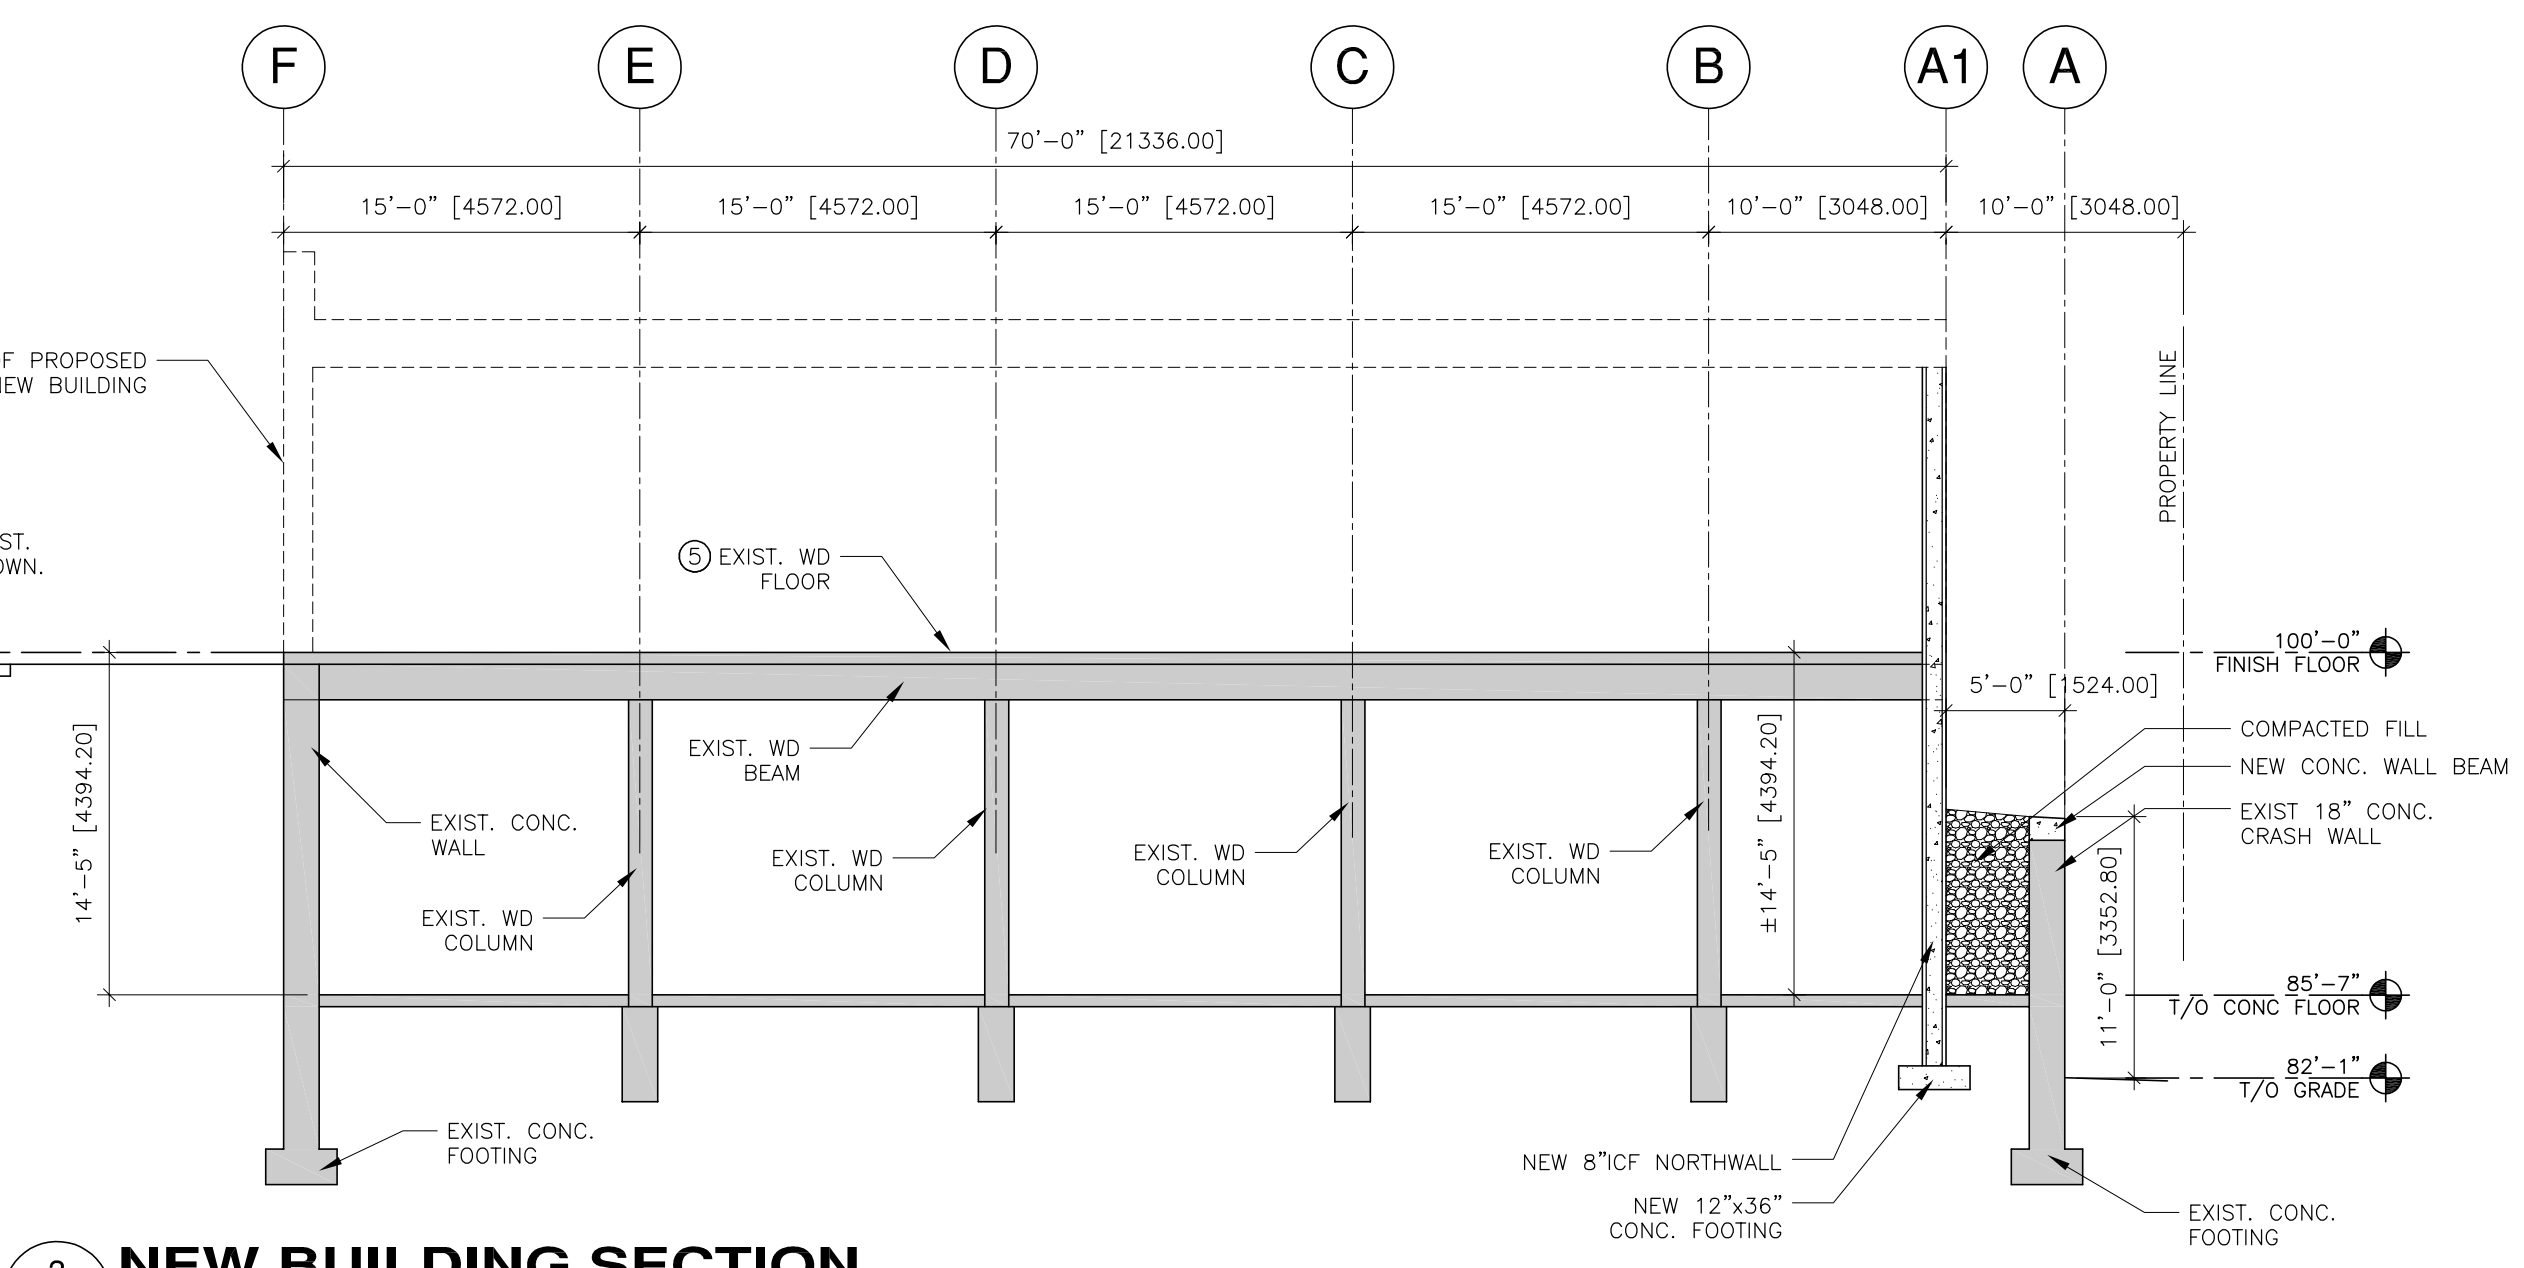 F E D C B A1 A
70'-0" [21336.00]
15'-0" [4572.00] 15'-0" [4572.00] 15'-0" [4572.00] 15'-0" [4572.00] 10'-0" [3048.00] 10'-0" [3048.00]
PROPOSED
BUILDING
PROPERTY LINE
5 EXIST. WD
FLOOR
100'-0"
FINISH FLOOR
5'-0" [1524.00]
14'-5" [4394.20]
EXIST. WD
BEAM
±14'-5" [4394.20]
COMPACTED FILL
NEW CONC. WALL BEAM
EXIST 18" CONC.
CRASH WALL
EXIST. CONC.
WALL
EXIST. WD
COLUMN
EXIST. WD
COLUMN
EXIST. WD
COLUMN
EXIST. WD
COLUMN
11'-0" [3352.80]
85'-7"
T/O CONC FLOOR
82'-1"
T/O GRADE
EXIST. CONC.
FOOTING
NEW 8"ICF NORTHWALL
NEW 12"x36"
CONC. FOOTING
EXIST. CONC.
FOOTING
NEW BUILDING SECTION